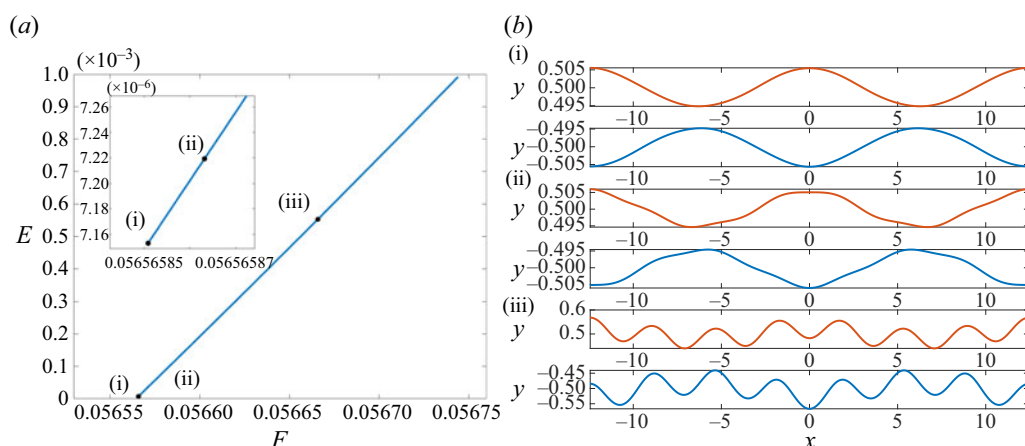 (a)
(×10⁻³)
1.0
0.9
0.8
0.7
0.6
0.5
0.4
0.3
0.2
0.1
0
E
(×10⁻⁶)
7.26
7.24
7.22
7.20
7.18
7.16
(ii)
(i)
0.05656585 0.05656587
(iii)
(i) (ii)
0.05665 0.05666 0.05666 0.05667 0.05675
F
(b)
(i)
y 0.505 0.500 0.495
−10 −5 0 5 10
y −0.495 −0.500 −0.505
−10 −5 0 5 10
(ii)
y 0.505 0.500 0.495
−10 −5 0 5 10
y −0.495 −0.500 −0.505
−10 −5 0 5 10
(iii)
y 0.6 0.5
−10 −5 0 5 10
y −0.45 −0.50 −0.55
−10 −5 0 5 10
x